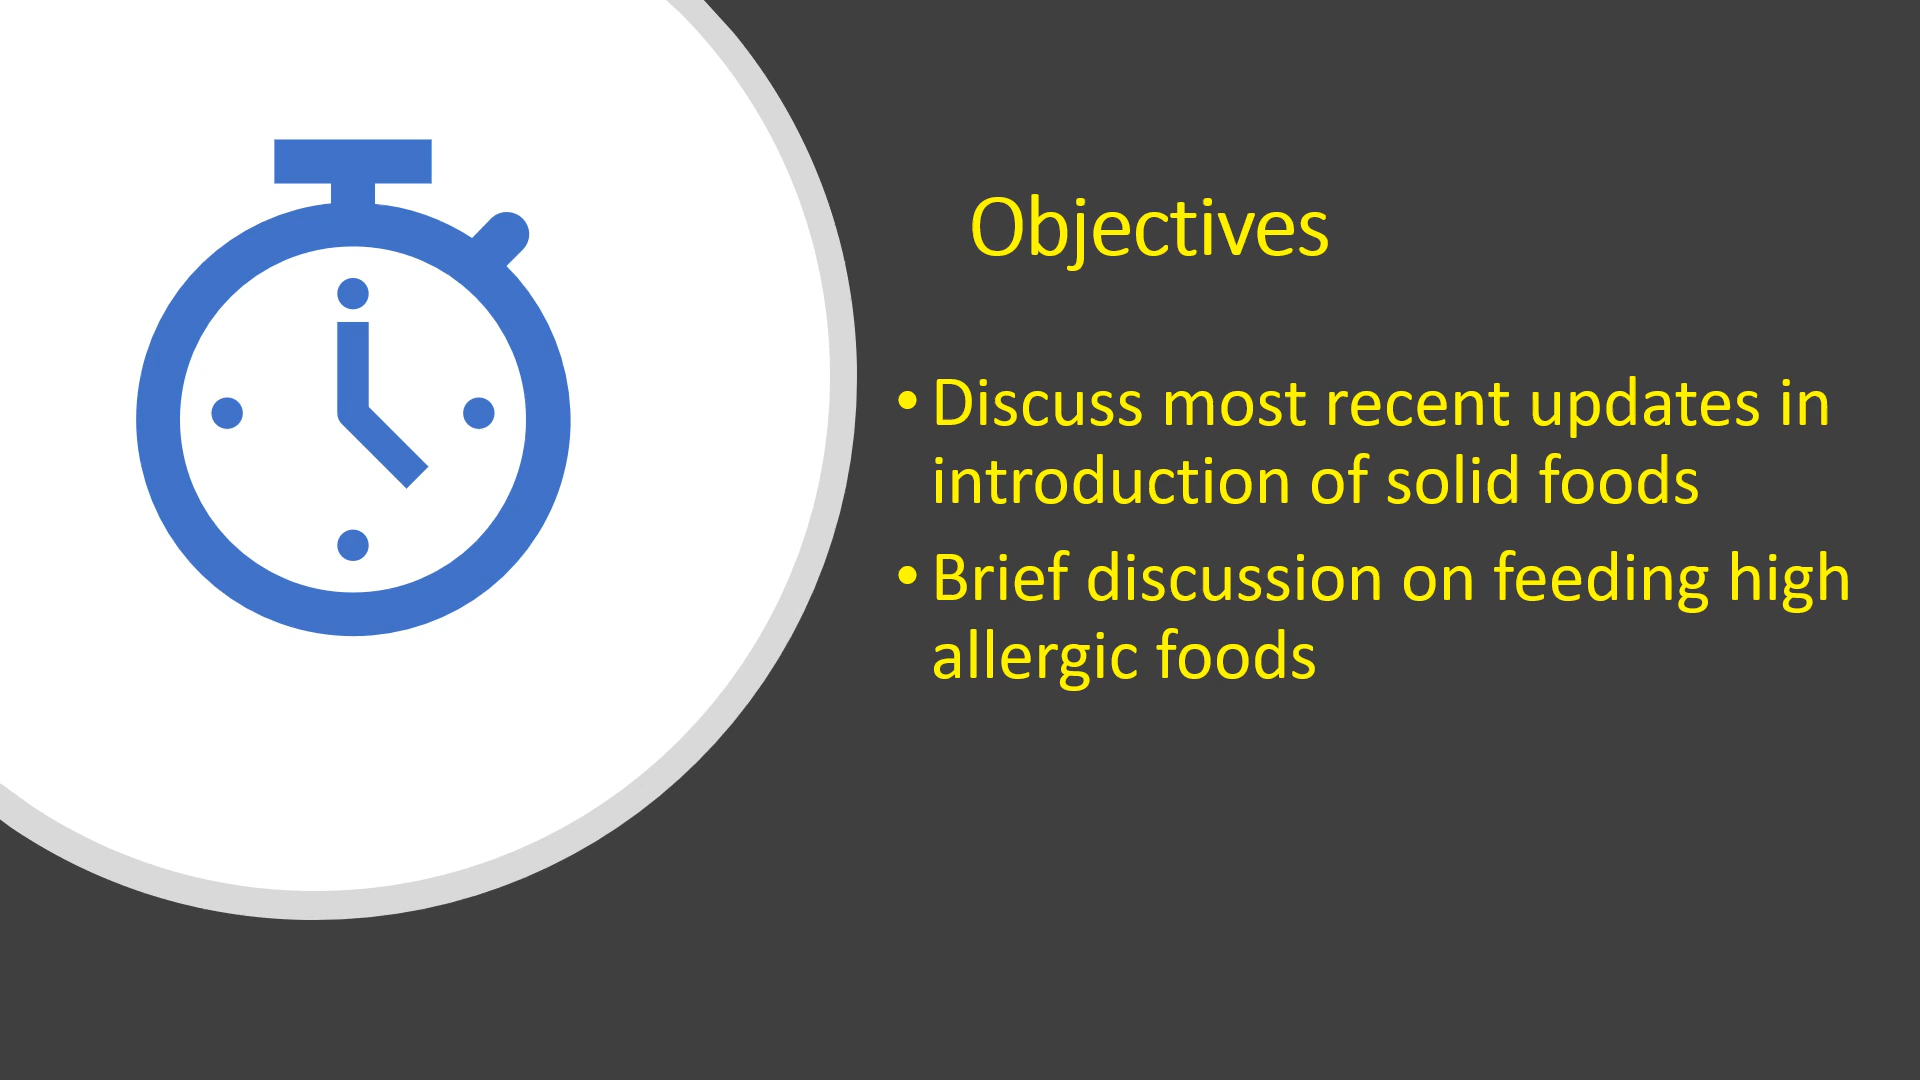 Objectives
• Discuss most recent updates in
introduction of solid foods
• Brief discussion on feeding high
allergic foods